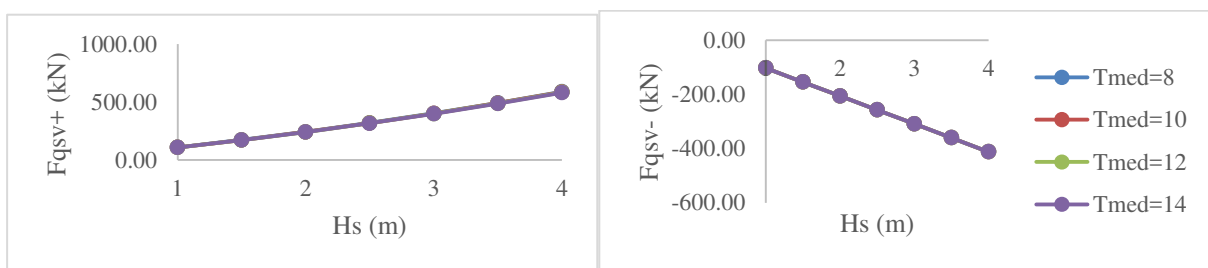 1000.00
500.00
0.00
Fqsv+ (kN)
1 2 3 4
Hs (m)
0.00
-200.00
-400.00
-600.00
Fqsv- (kN)
2 3 4
Hs (m)
Tmed=8
Tmed=10
Tmed=12
Tmed=14